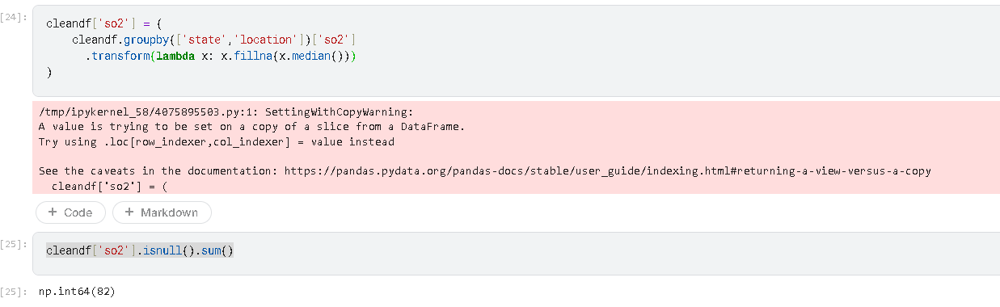 [24]:
cleandf['so2'] = (
    cleandf.groupby(['state','location'])['so2']
      .transform(lambda x: x.fillna(x.median()))
)
/tmp/ipykernel_58/4075895503.py:1: SettingWithCopyWarning:
A value is trying to be set on a copy of a slice from a DataFrame.
Try using .loc[row_indexer,col_indexer] = value instead
See the caveats in the documentation: https://pandas.pydata.org/pandas-docs/stable/user_guide/indexing.html#returning-a-view-versus-a-copy
  cleandf['so2'] = (
+ Code + Markdown
[25]:
cleandf['so2'].isnull().sum()
[25]: np.int64(82)